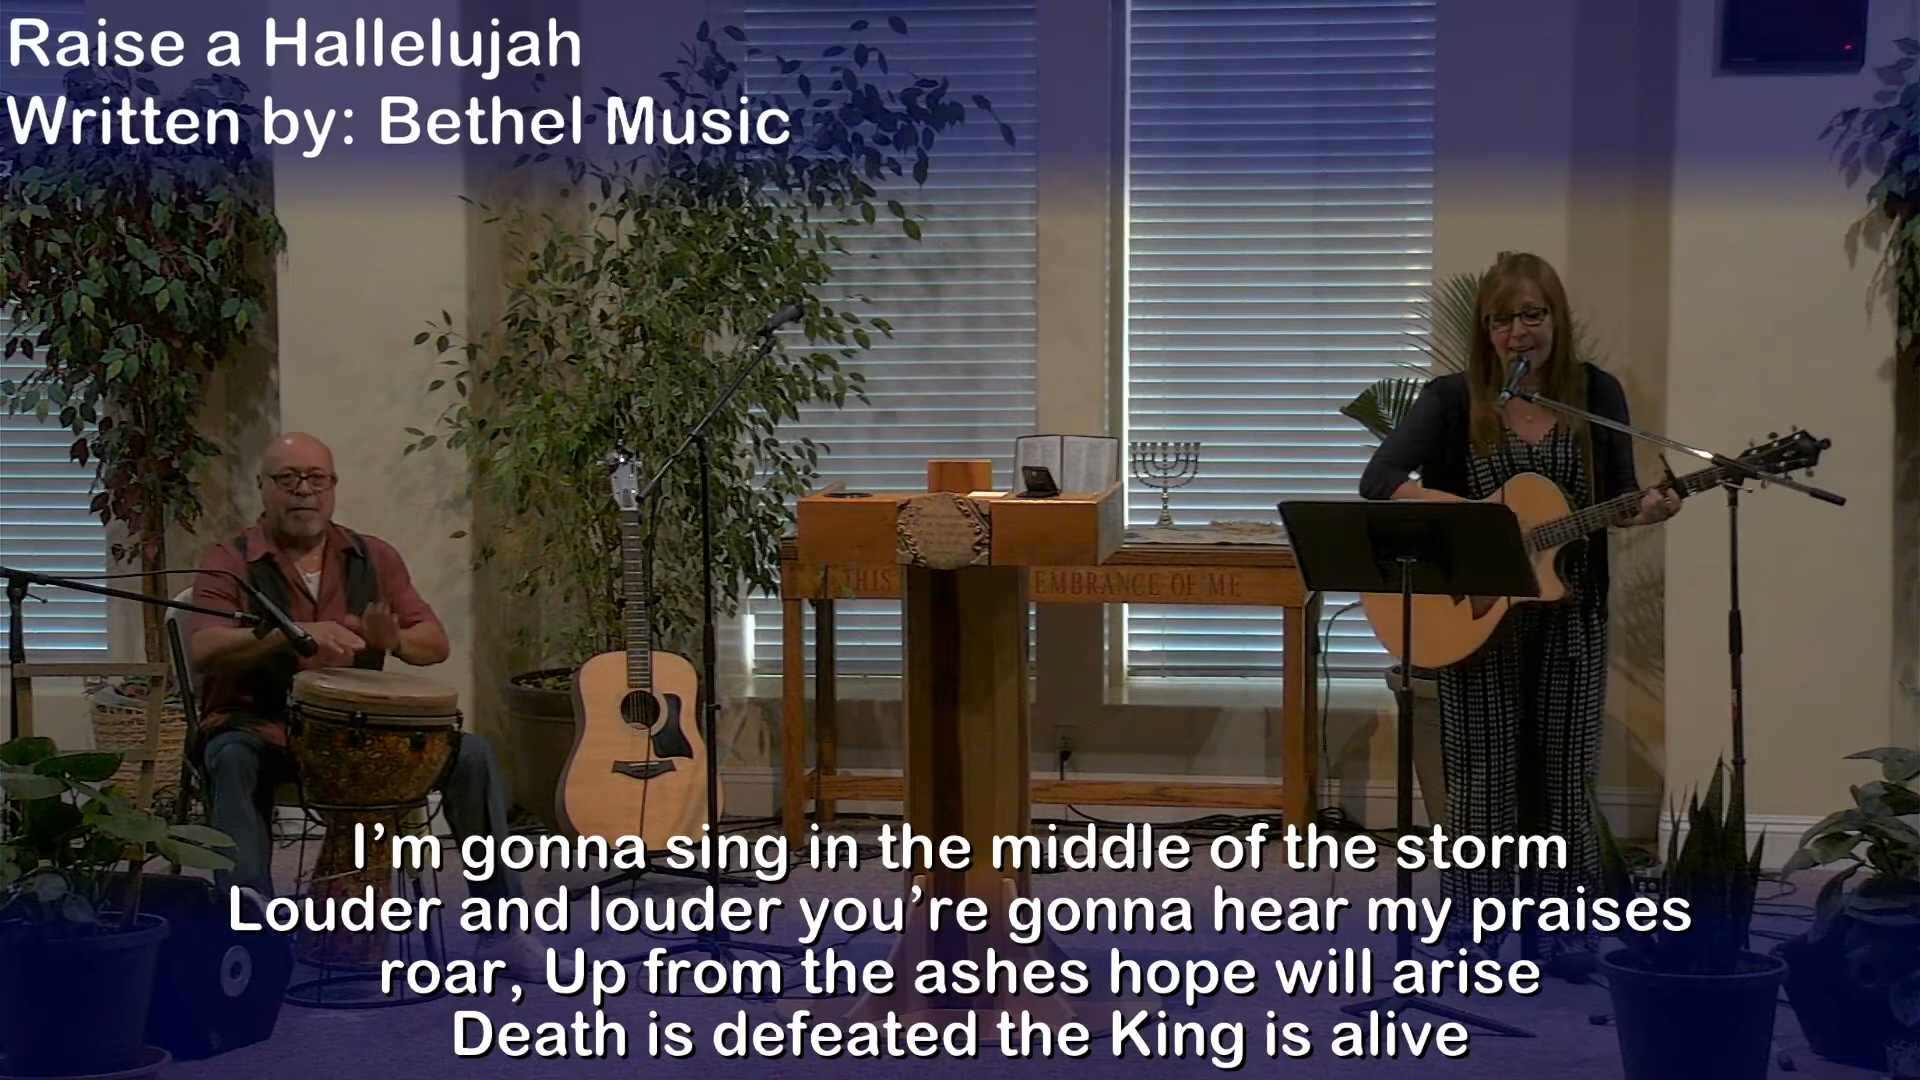 Raise a Hallelujah
Written by: Bethel Music
THIS EMBRANCE OF ME
I'm gonna sing in the middle of the storm
Louder and louder you're gonna hear my praises
roar, Up from the ashes hope will arise
Death is defeated the King is alive